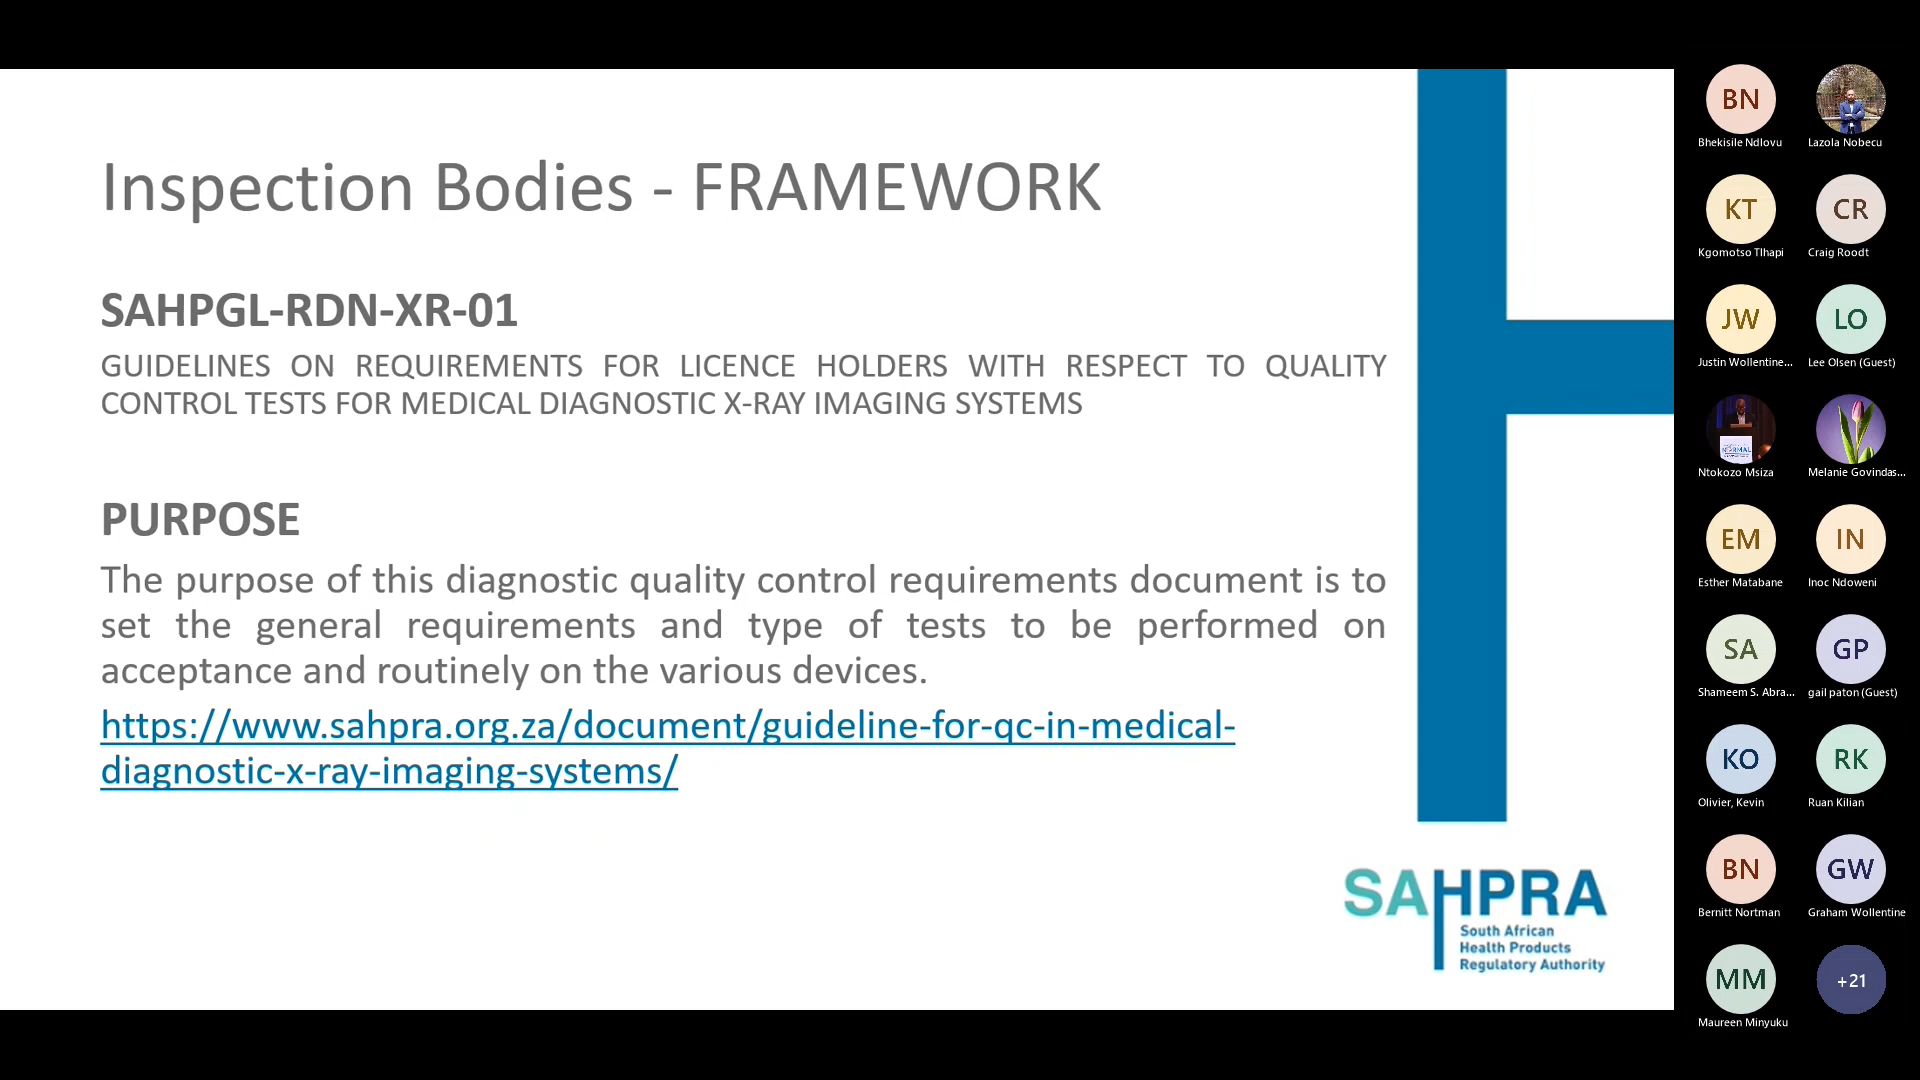 Inspection Bodies - FRAMEWORK
SAHPGL-RDN-XR-01
GUIDELINES ON REQUIREMENTS FOR LICENCE HOLDERS WITH RESPECT TO QUALITY
CONTROL TESTS FOR MEDICAL DIAGNOSTIC X-RAY IMAGING SYSTEMS
PURPOSE
The purpose of this diagnostic quality control requirements document is to
set the general requirements and type of tests to be performed on
acceptance and routinely on the various devices.
https://www.sahpra.org.za/document/guideline-for-qc-in-medical-
diagnostic-x-ray-imaging-systems/
SAHPRA
South African
Health Products
Regulatory Authority
BN
Bhekisile Ndlovu
Lazola Nobecu
KT
Kgomotso Tlhapi
CR
Craig Roodt
JW
Justin Wollentine...
LO
Lee Olsen (Guest)
Ntokozo Msiza
Melanie Govindas...
EM
Esther Matabane
IN
Inoc Ndoweni
SA
Shameem S. Abra...
GP
gail paton (Guest)
KO
Olivier, Kevin
RK
Ruan Kilian
BN
Bernitt Nortman
GW
Graham Wollentine
MM
Maureen Minyuku
+21